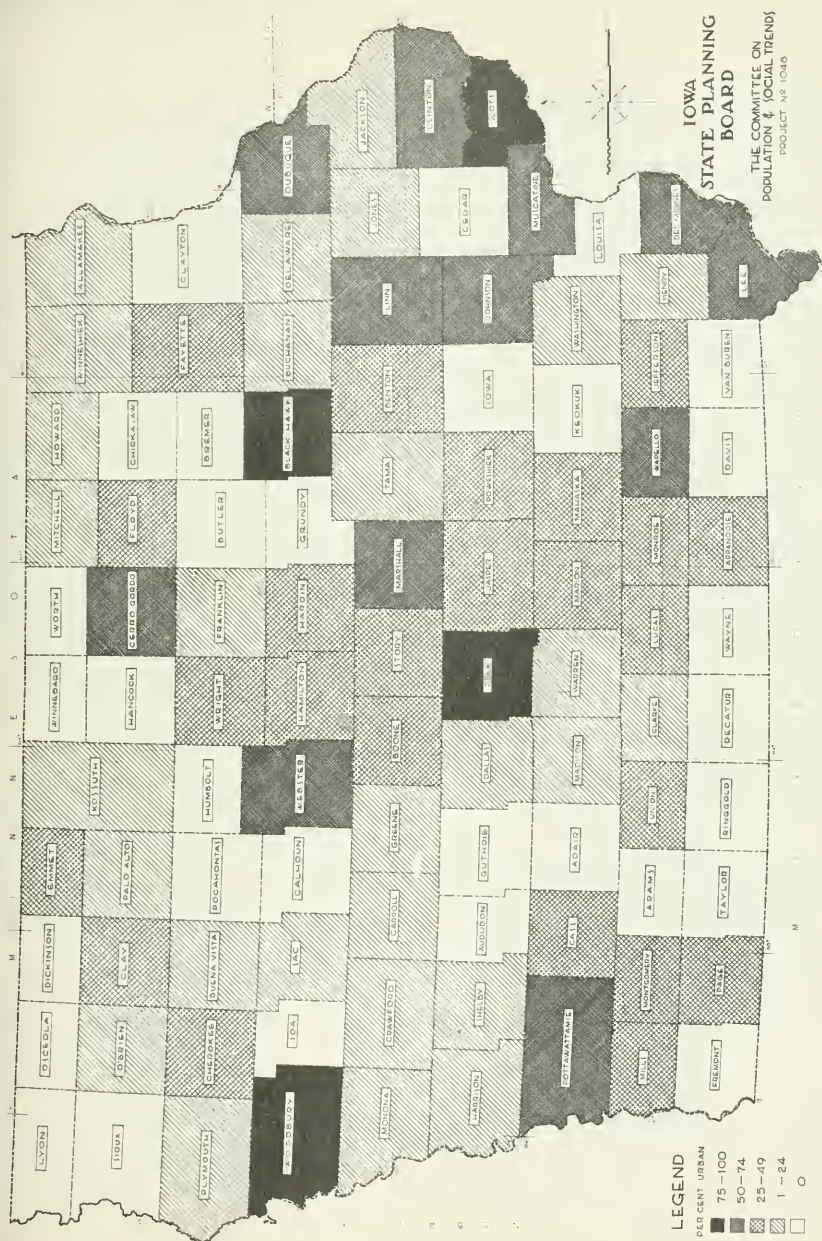 M I N N E S O T A
LYON
OSCEOLA
DICKINSON
EMMET
KOSSUTH
WINNEBAGO
WORTH
MITCHELL
HOWARD
WINNESHIEK
ALLAMAKEE
SIOUX
O'BRIEN
CLAY
PALO ALTO
HANCOCK
CERRO GORDO
FLOYD
CHICKASAW
FAYETTE
CLAYTON
PLYMOUTH
CHEROKEE
BUENA VISTA
POCAHONTAS
HUMBOLT
WRIGHT
FRANKLIN
BUTLER
BREMER
WOODBURY
IDA
SAC
CALHOUN
WEBSTER
HAMILTON
HARDIN
GRUNDY
BLACK HAWK
BUCHANAN
DELAWARE
DUBUQUE
MONONA
CRAWFORD
CARROLL
GREENE
BOONE
STORY
MARSHALL
TAMA
BENTON
LINN
JONES
JACKSON
HARRISON
SHELBY
AUDUBON
GUTHRIE
DALLAS
POLK
JASPER
POWESHIEK
IOWA
JOHNSON
CEDAR
CLINTON
SCOTT
POTTAWATTAMIE
CASS
ADAIR
MADISON
WARREN
MARION
MAHASKA
KEOKUK
WASHINGTON
MUSCATINE
LOUISA
MILLS
MONTGOMERY
ADAMS
UNION
CLARKE
LUCAS
MONROE
WAPELLO
JEFFERSON
HENRY
DES MOINES
FREMONT
PAGE
TAYLOR
RINGGOLD
DECATUR
WAYNE
APPANOOSE
DAVIS
VAN BUREN
LEE
LEGEND
PER CENT URBAN
75-100
50-74
25-49
1-24
0
IOWA
STATE PLANNING
BOARD
THE COMMITTEE ON
POPULATION & SOCIAL TRENDS
PROJECT Nº 1046